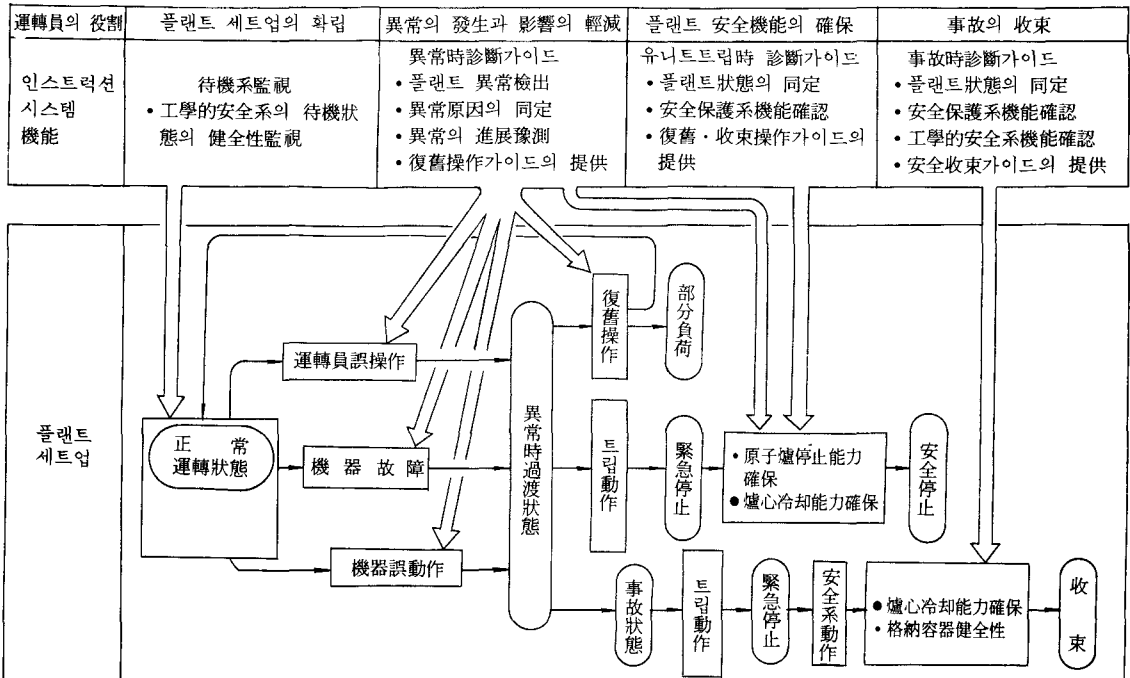 運轉員의 役割
플랜트 세트업의 확립
異常의 發生과 影響의 輕減
플랜트 安全機能의 確保
事故의 收束
인스트럭션
시스템
機能
待機系監視
• 工學的安全系의 待機狀
態의 健全性監視
異常時診斷가이드
• 플랜트 異常檢出
• 異常原因의 同定
• 異常의 進展豫測
• 復舊操作가이드의 提供
유니트트립時 診斷가이드
• 플랜트狀態의 同定
• 安全保護系機能確認
• 復舊·收束操作가이드의
提供
事故時診斷가이드
• 플랜트狀態의 同定
• 安全保護系機能確認
• 工學的安全系機能確認
• 安全收束가이드의 提供
플랜트
세트업
正常
運轉狀態
運轉員誤操作
機器故障
機器誤動作
異常時過渡狀態
復舊操作
部分負荷
트립動作
緊急停止
• 原子爐停止能力
確保
● 爐心冷却能力確保
安全停止
事故狀態
트립動作
緊急停止
安全系動作
● 爐心冷却能力確保
• 格納容器健全性
收束